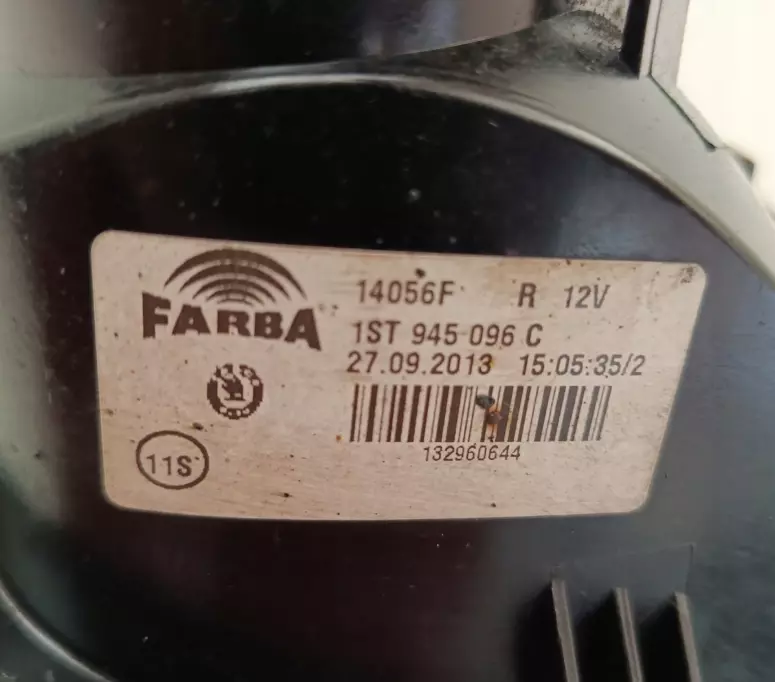 FARBA
14056F R 12V
1ST 945 096 C
27.09.2013 15:05:35/2
132960644
11S